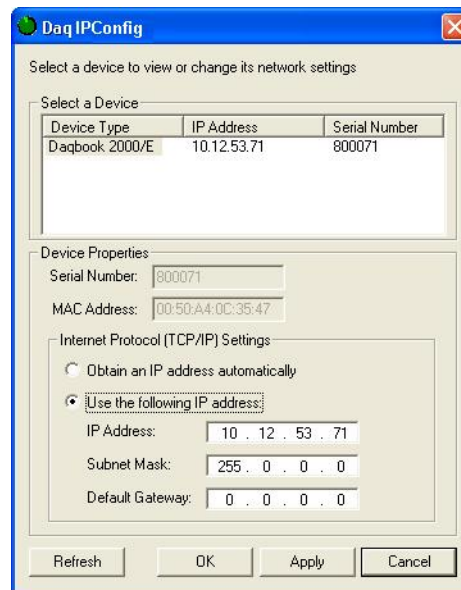 Daq IPConfig
Select a device to view or change its network settings
Select a Device
Device Type IP Address Serial Number
Daqbook 2000/E 10.12.53.71 800071
Device Properties
Serial Number: 800071
MAC Address: 00:50:A4:0C:35:47
Internet Protocol (TCP/IP) Settings
Obtain an IP address automatically
Use the following IP address:
IP Address: 10 . 12 . 53 . 71
Subnet Mask: 255 . 0 . 0 . 0
Default Gateway: 0 . 0 . 0 . 0
Refresh OK Apply Cancel